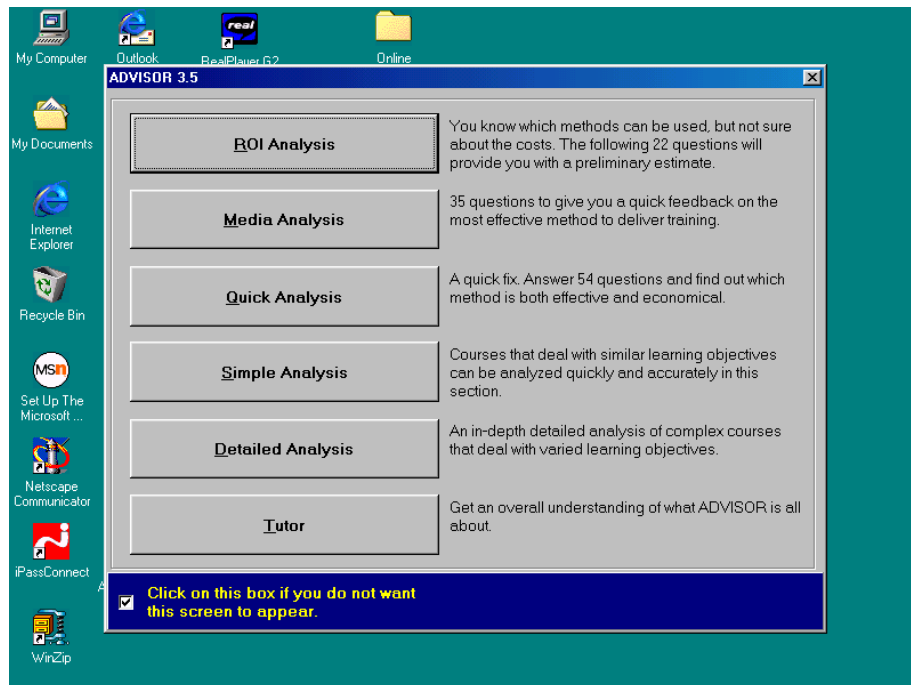 My Computer
Outlook
real
RealPlayer G2
Online
ADVISOR 3.5
ROI Analysis
You know which methods can be used, but not sure
about the costs. The following 22 questions will
provide you with a preliminary estimate.
My Documents
Media Analysis
35 questions to give you a quick feedback on the
most effective method to deliver training.
Internet
Explorer
Quick Analysis
A quick fix. Answer 54 questions and find out which
method is both effective and economical.
Recycle Bin
Simple Analysis
Courses that deal with similar learning objectives
can be analyzed quickly and accurately in this
section.
msn
Set Up The
Microsoft ...
Detailed Analysis
An in-depth detailed analysis of complex courses
that deal with varied learning objectives.
Netscape
Communicator
Tutor
Get an overall understanding of what ADVISOR is all
about.
iPassConnect
A
Click on this box if you do not want
this screen to appear.
WinZip